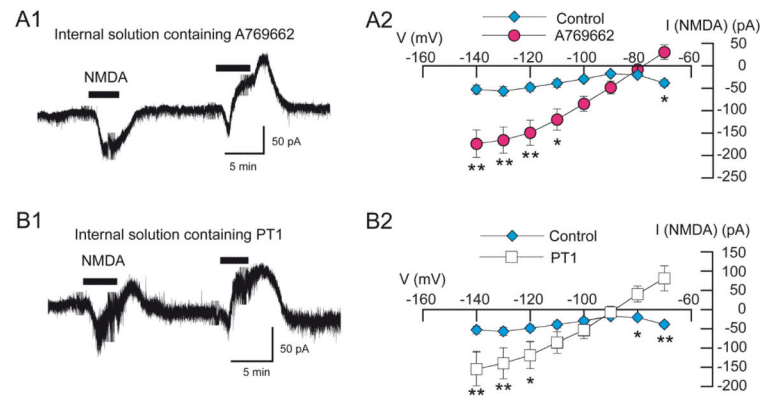 A1
Internal solution containing A769662
NMDA
50 pA
5 min
A2
Control
A769662
V (mV)
I (NMDA) (pA)
-160 -140 -120 -100 -80 -60
50
0
-50
-100
-150
-200
-250
** ** ** * *
B1
Internal solution containing PT1
NMDA
50 pA
5 min
B2
Control
PT1
V (mV)
I (NMDA) (pA)
-160 -140 -120 -100 -80 -60
150
100
50
0
-50
-100
-150
-200
** ** * * **